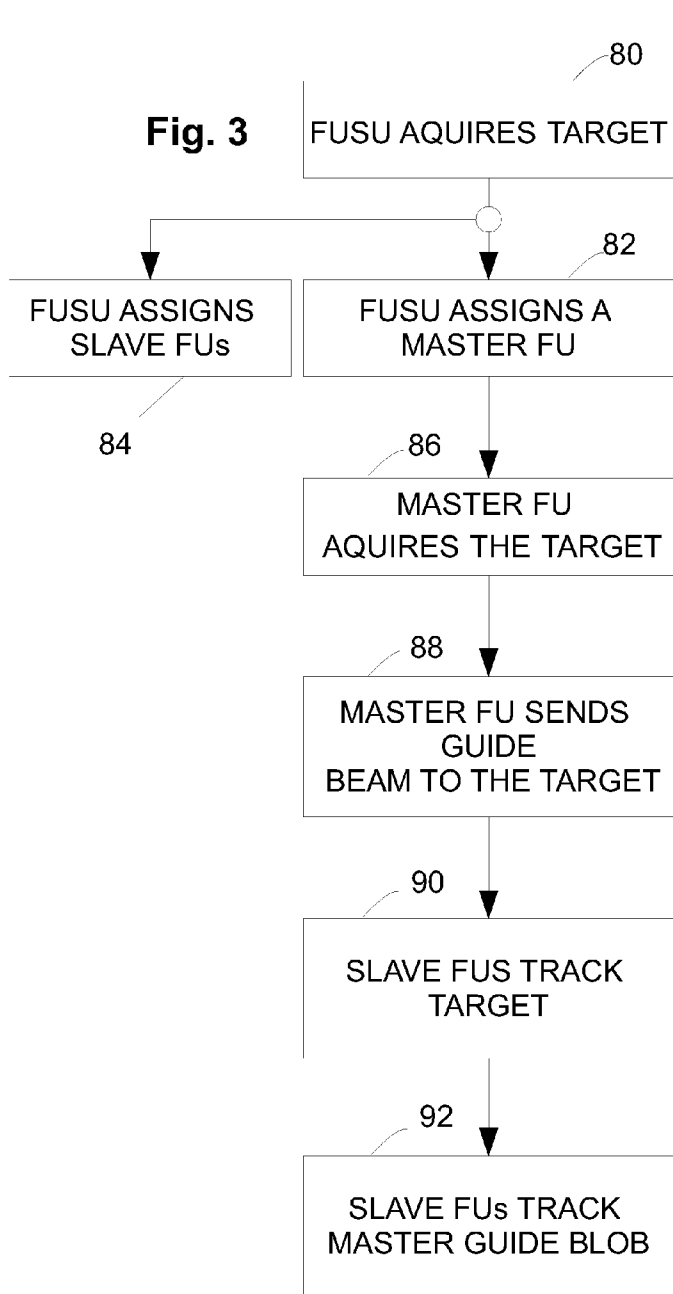 80
Fig. 3
FUSU AQUIRES TARGET
82
FUSU ASSIGNS
SLAVE FUs
FUSU ASSIGNS A
MASTER FU
84
86
MASTER FU
AQUIRES THE TARGET
88
MASTER FU SENDS
GUIDE
BEAM TO THE TARGET
90
SLAVE FUS TRACK
TARGET
92
SLAVE FUs TRACK
MASTER GUIDE BLOB